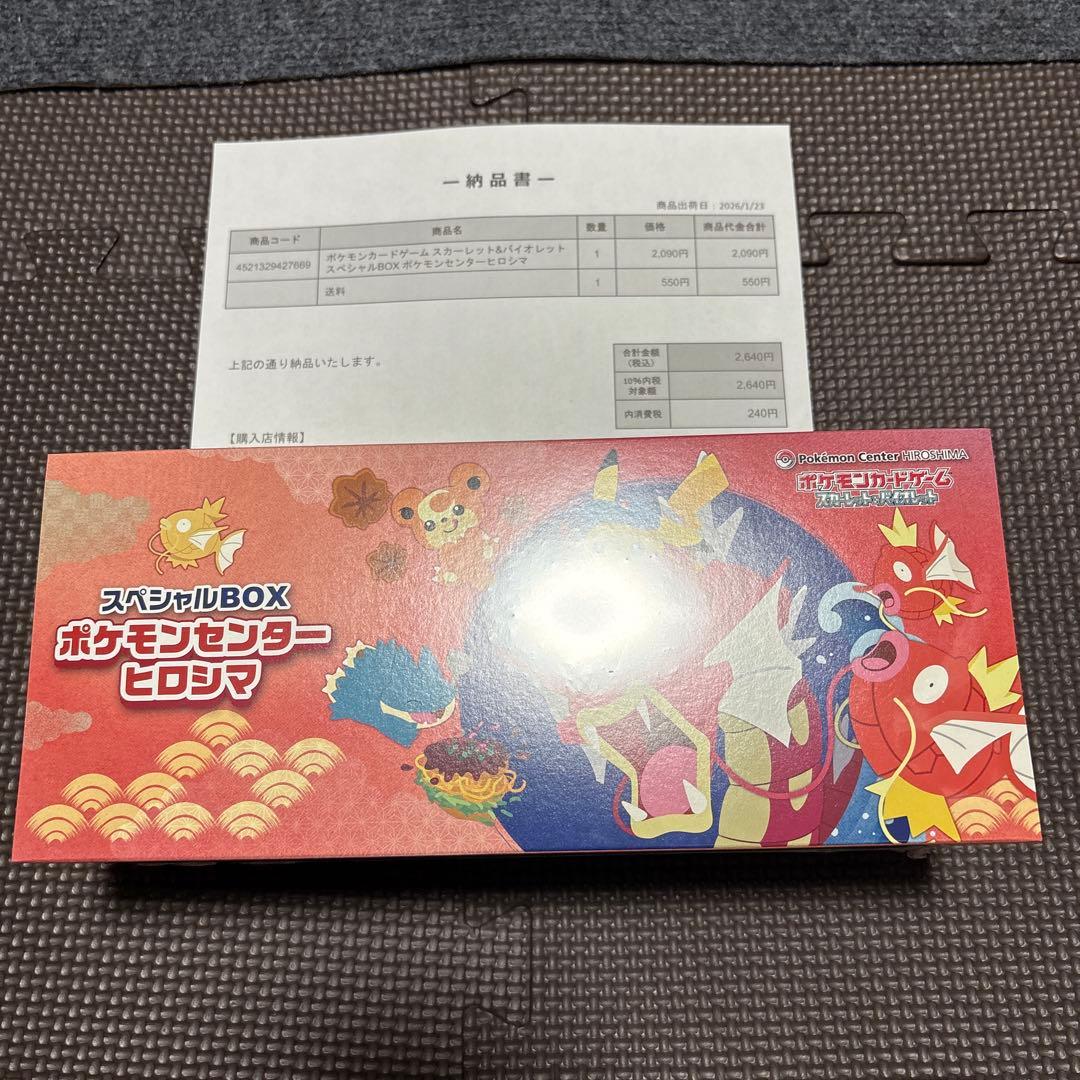 ー納品書ー
商品出荷日：2026/1/23
商品コード 商品名 数量 価格 商品代金合計
4521329427669 ポケモンカードゲーム スカーレット&バイオレット スペシャルBOX ポケモンセンターヒロシマ 1 2,090円 2,090円
送料 1 550円 550円
上記の通り納品いたします。
合計金額（税込） 2,640円
10%内税対象額 2,640円
内消費税 240円
【購入店情報】
Pokémon Center HIROSHIMA
ポケモンカードゲーム
スカーレット&バイオレット
スペシャルBOX
ポケモンセンター
ヒロシマ